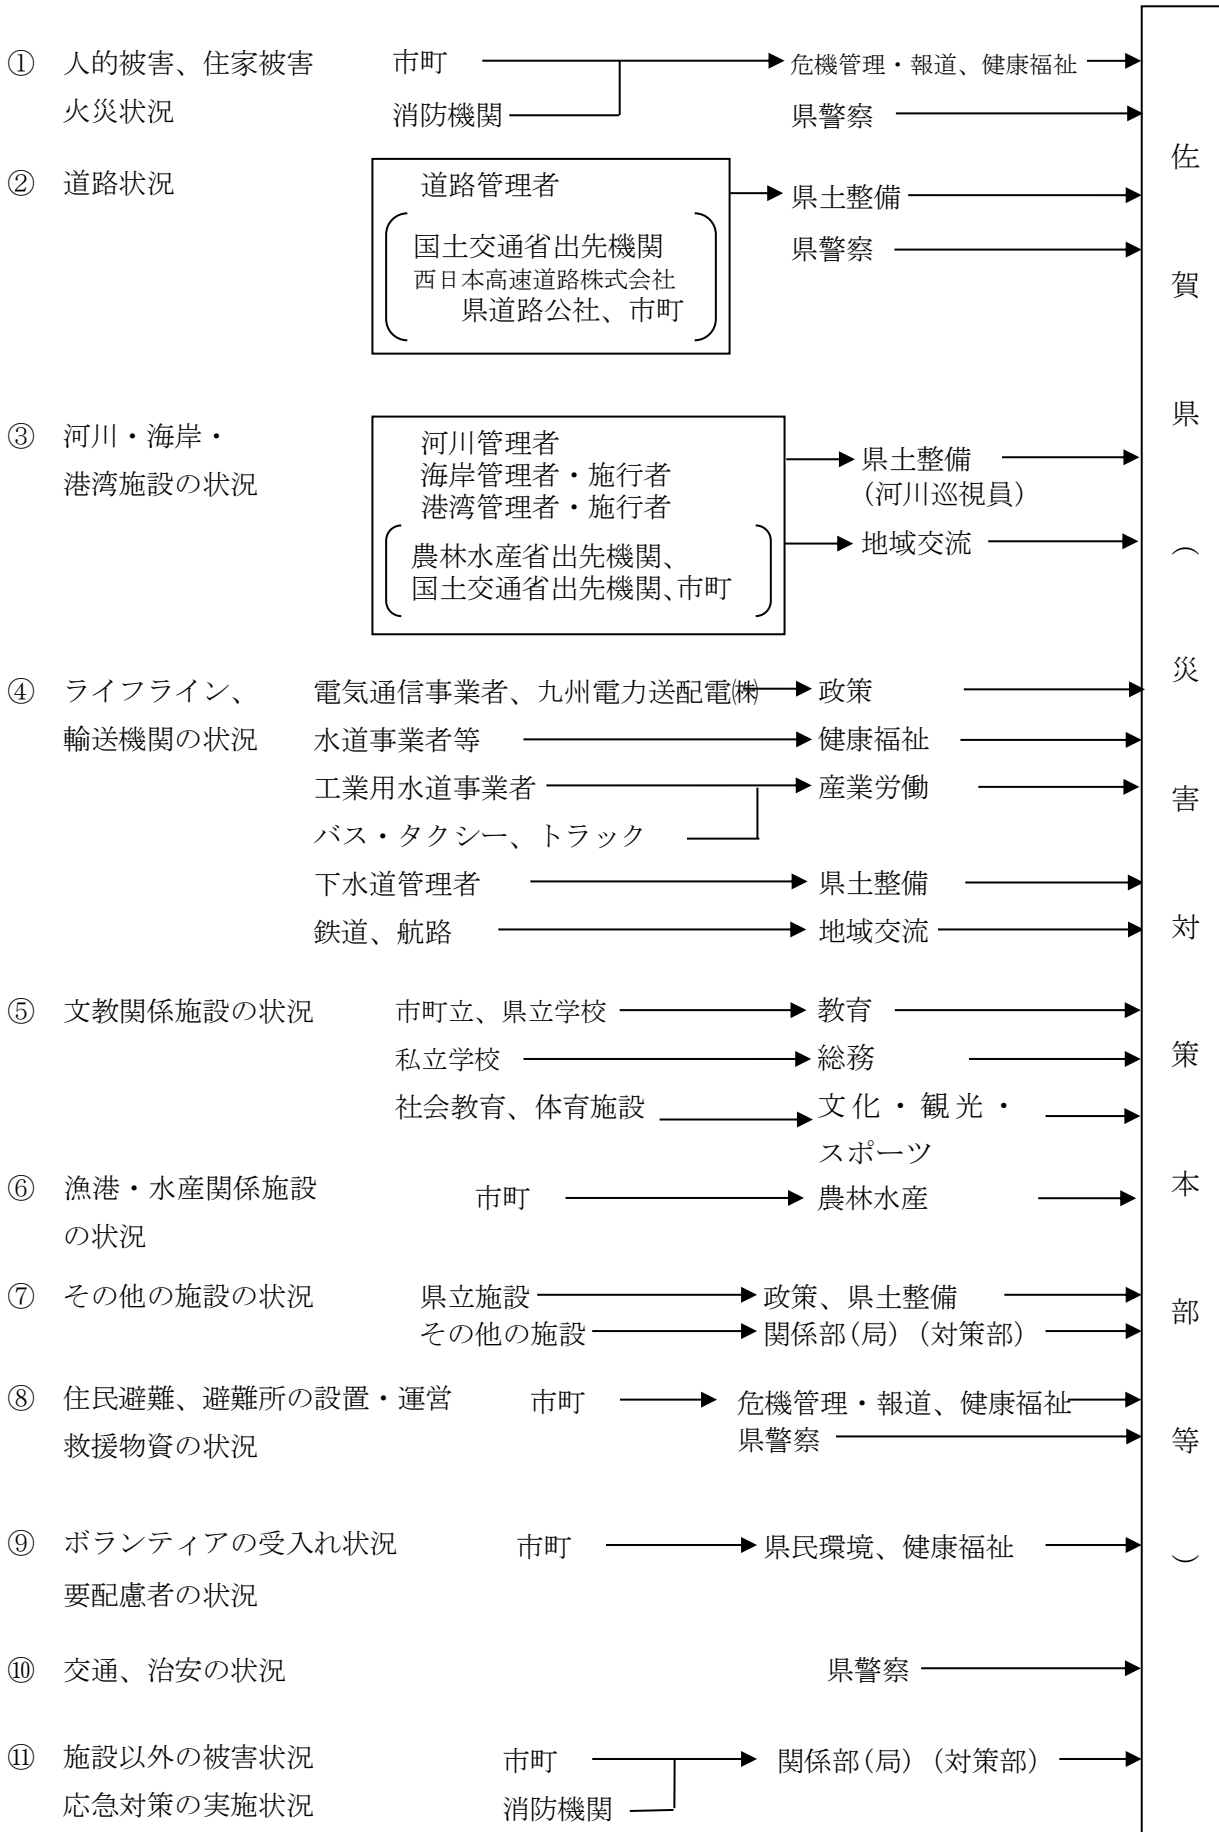 ① 人的被害、住家被害 市町 危機管理・報道、健康福祉
火災状況 消防機関 県警察
② 道路状況 道路管理者 県土整備
国土交通省出先機関 県警察
西日本高速道路株式会社
県道路公社、市町
③ 河川・海岸・ 河川管理者
海岸管理者・施行者 県土整備
港湾施設の状況 港湾管理者・施行者 (河川巡視員)
農林水産省出先機関、 地域交流
国土交通省出先機関、市町
④ ライフライン、 電気通信事業者、九州電力送配電㈱ 政策
輸送機関の状況 水道事業者等 健康福祉
工業用水道事業者 産業労働
バス・タクシー、トラック
下水道管理者 県土整備
鉄道、航路 地域交流
⑤ 文教関係施設の状況 市町立、県立学校 教育
私立学校 総務
社会教育、体育施設 文化・観光・
スポーツ
⑥ 漁港・水産関係施設 市町 農林水産
の状況
⑦ その他の施設の状況 県立施設 政策、県土整備
その他の施設 関係部(局)(対策部)
⑧ 住民避難、避難所の設置・運営 市町 危機管理・報道、健康福祉
救援物資の状況 県警察
⑨ ボランティアの受入れ状況 市町 県民環境、健康福祉
要配慮者の状況
⑩ 交通、治安の状況 県警察
⑪ 施設以外の被害状況 市町 関係部(局)(対策部)
応急対策の実施状況 消防機関
佐賀県(災害対策本部等)